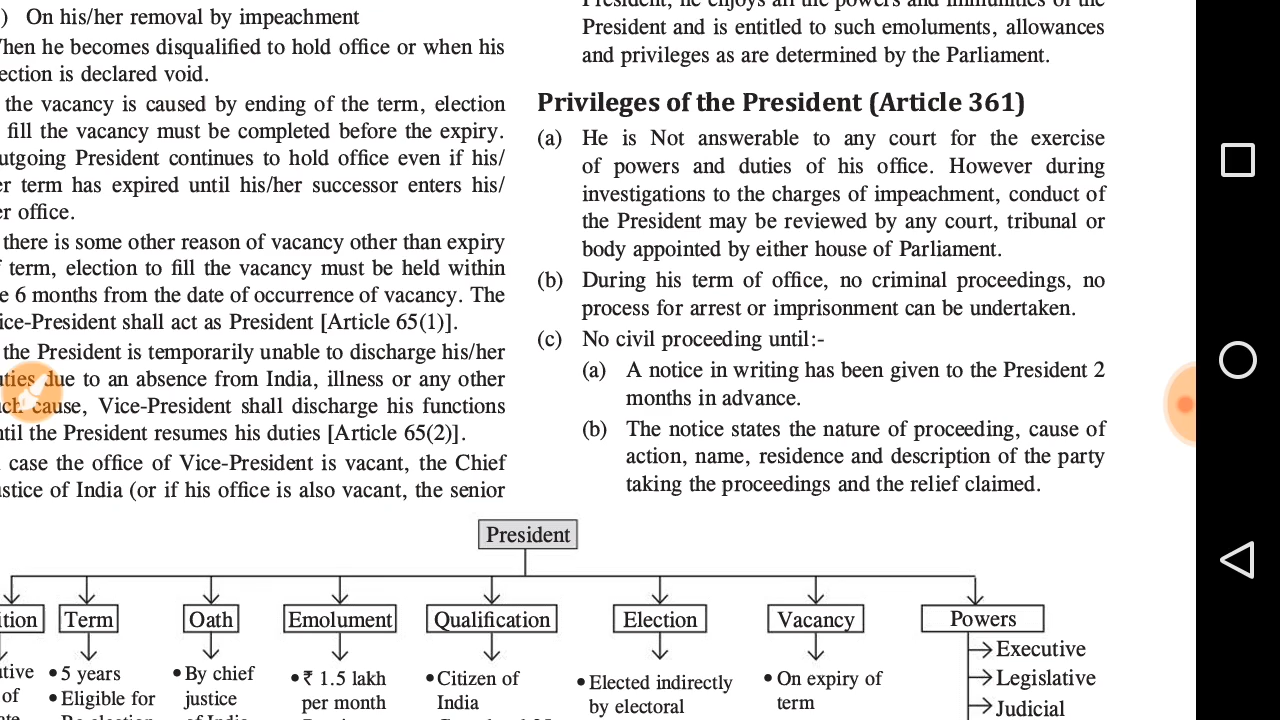 ) On his/her removal by impeachment
hen he becomes disqualified to hold office or when his
ection is declared void.
the vacancy is caused by ending of the term, election
fill the vacancy must be completed before the expiry.
utgoing President continues to hold office even if his/
er term has expired until his/her successor enters his/
er office.
there is some other reason of vacancy other than expiry
term, election to fill the vacancy must be held within
e 6 months from the date of occurrence of vacancy. The
ice-President shall act as President [Article 65(1)].
the President is temporarily unable to discharge his/her
uties due to an absence from India, illness or any other
uch cause, Vice-President shall discharge his functions
ntil the President resumes his duties [Article 65(2)].
case the office of Vice-President is vacant, the Chief
ustice of India (or if his office is also vacant, the senior
President, he enjoys all the powers and immunities of the
President and is entitled to such emoluments, allowances
and privileges as are determined by the Parliament.
Privileges of the President (Article 361)
(a) He is Not answerable to any court for the exercise
of powers and duties of his office. However during
investigations to the charges of impeachment, conduct of
the President may be reviewed by any court, tribunal or
body appointed by either house of Parliament.
(b) During his term of office, no criminal proceedings, no
process for arrest or imprisonment can be undertaken.
(c) No civil proceeding until:-
(a) A notice in writing has been given to the President 2
months in advance.
(b) The notice states the nature of proceeding, cause of
action, name, residence and description of the party
taking the proceedings and the relief claimed.
President
ition Term Oath Emolument Qualification Election Vacancy Powers
utive
of
• 5 years
• Eligible for
• By chief
justice
of India
• ₹ 1.5 lakh
per month
• Citizen of
India
• Elected indirectly
by electoral
• On expiry of
term
Executive
Legislative
Judicial